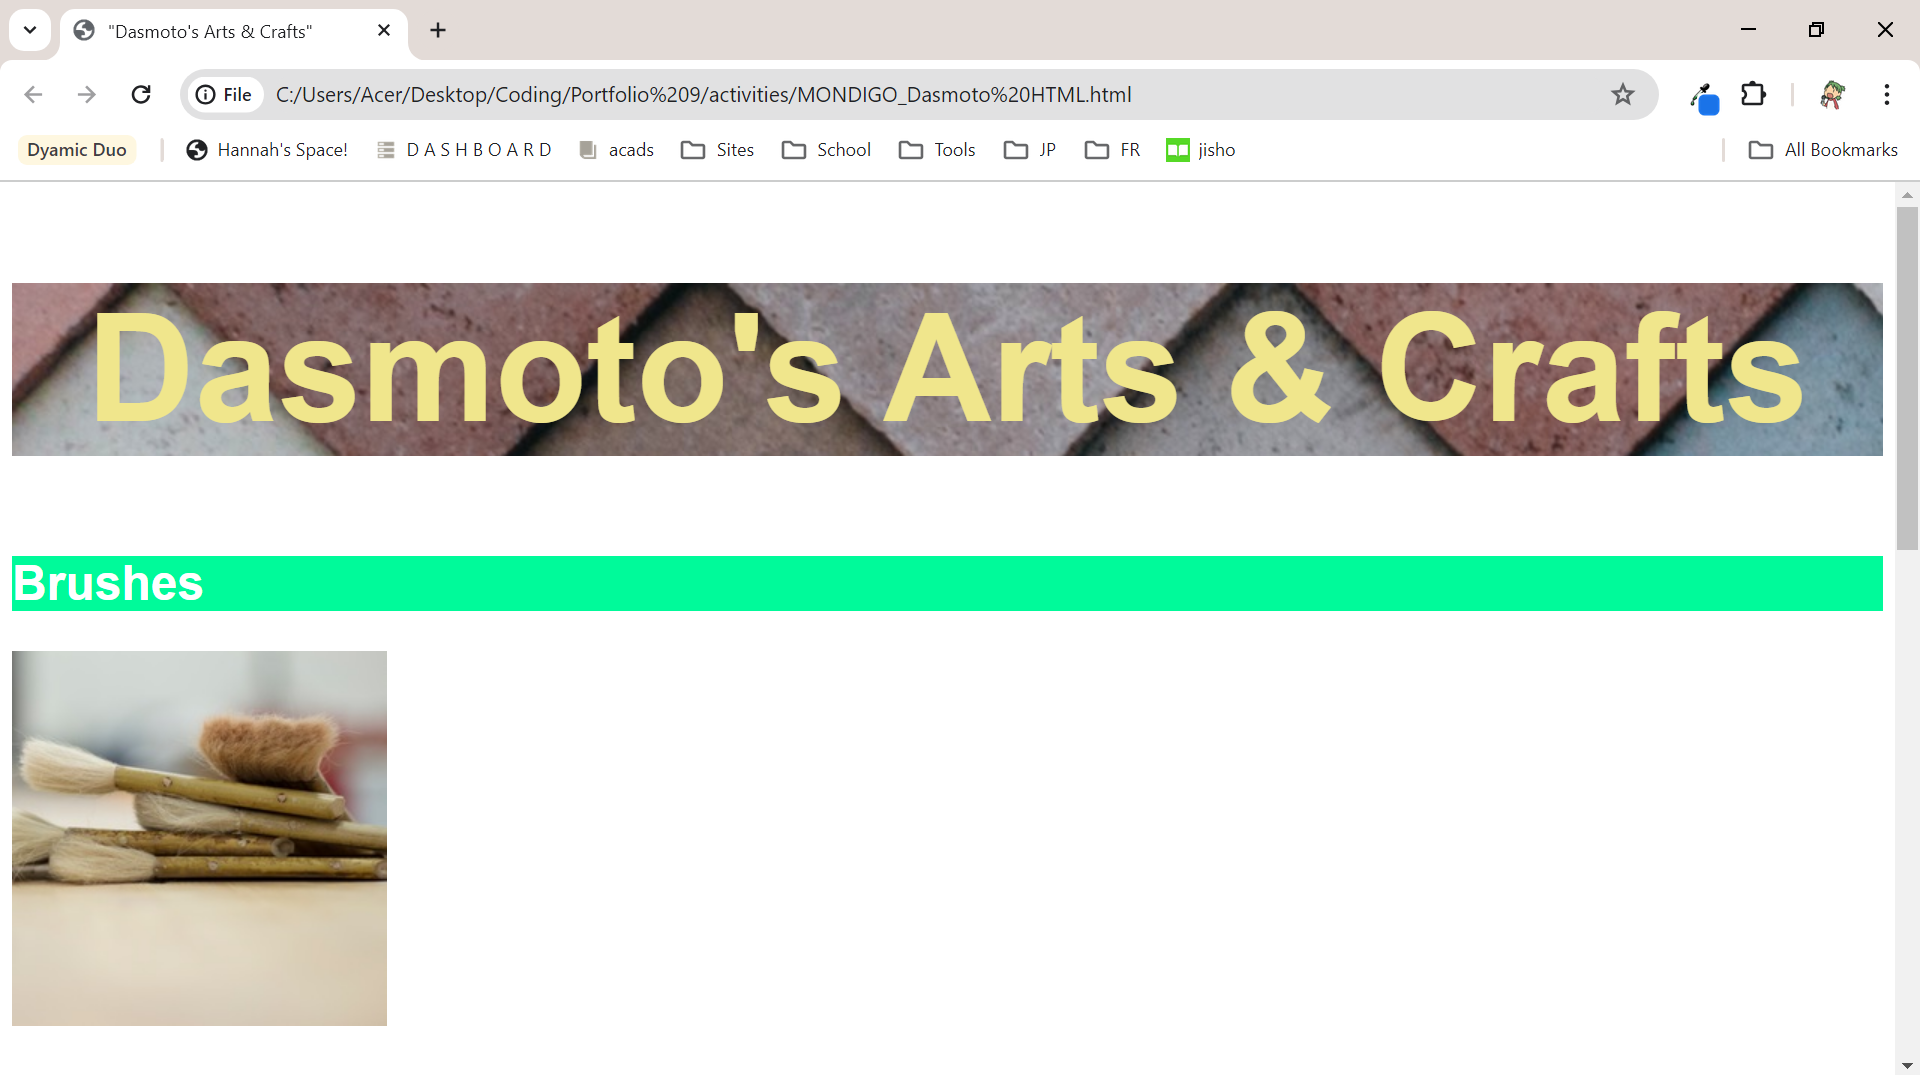 "Dasmoto's Arts & Crafts"
File C:/Users/Acer/Desktop/Coding/Portfolio%209/activities/MONDIGO_Dasmoto%20HTML.html
Dyamic Duo Hannah's Space! D A S H B O A R D acads Sites School Tools JP FR jisho All Bookmarks
Dasmoto's Arts & Crafts
Brushes